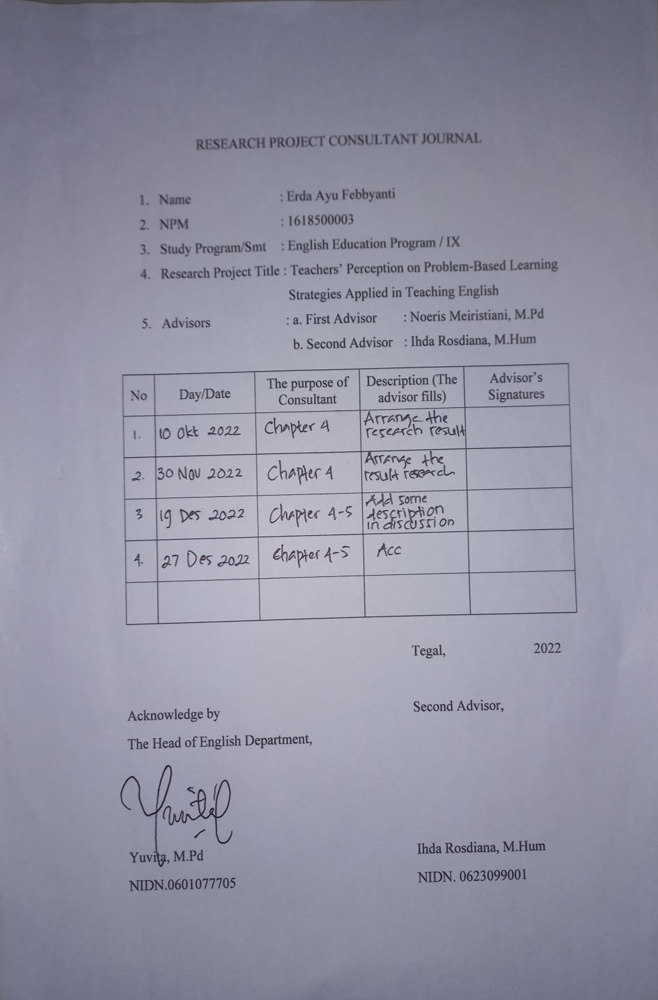 RESEARCH PROJECT CONSULTANT JOURNAL
1. Name : Erda Ayu Febbyanti
2. NPM : 1618500003
3. Study Program/Smt : English Education Program / IX
4. Research Project Title : Teachers' Perception on Problem-Based Learning
Strategies Applied in Teaching English
5. Advisors : a. First Advisor : Noeris Meiristiani, M.Pd
b. Second Advisor : Ihda Rosdiana, M.Hum
No Day/Date The purpose of Consultant Description (The advisor fills) Advisor's Signatures
1. 10 Okt 2022 Chapter 4 Arrange the research result
2. 30 Nov 2022 Chapter 4 Arrange the result research
3 19 Des 2022 Chapter 4-5 Add some description in discussion
4. 27 Des 2022 Chapter 4-5 Acc
Tegal, 2022
Acknowledge by Second Advisor,
The Head of English Department,
Yuvita, M.Pd Ihda Rosdiana, M.Hum
NIDN.0601077705 NIDN. 0623099001